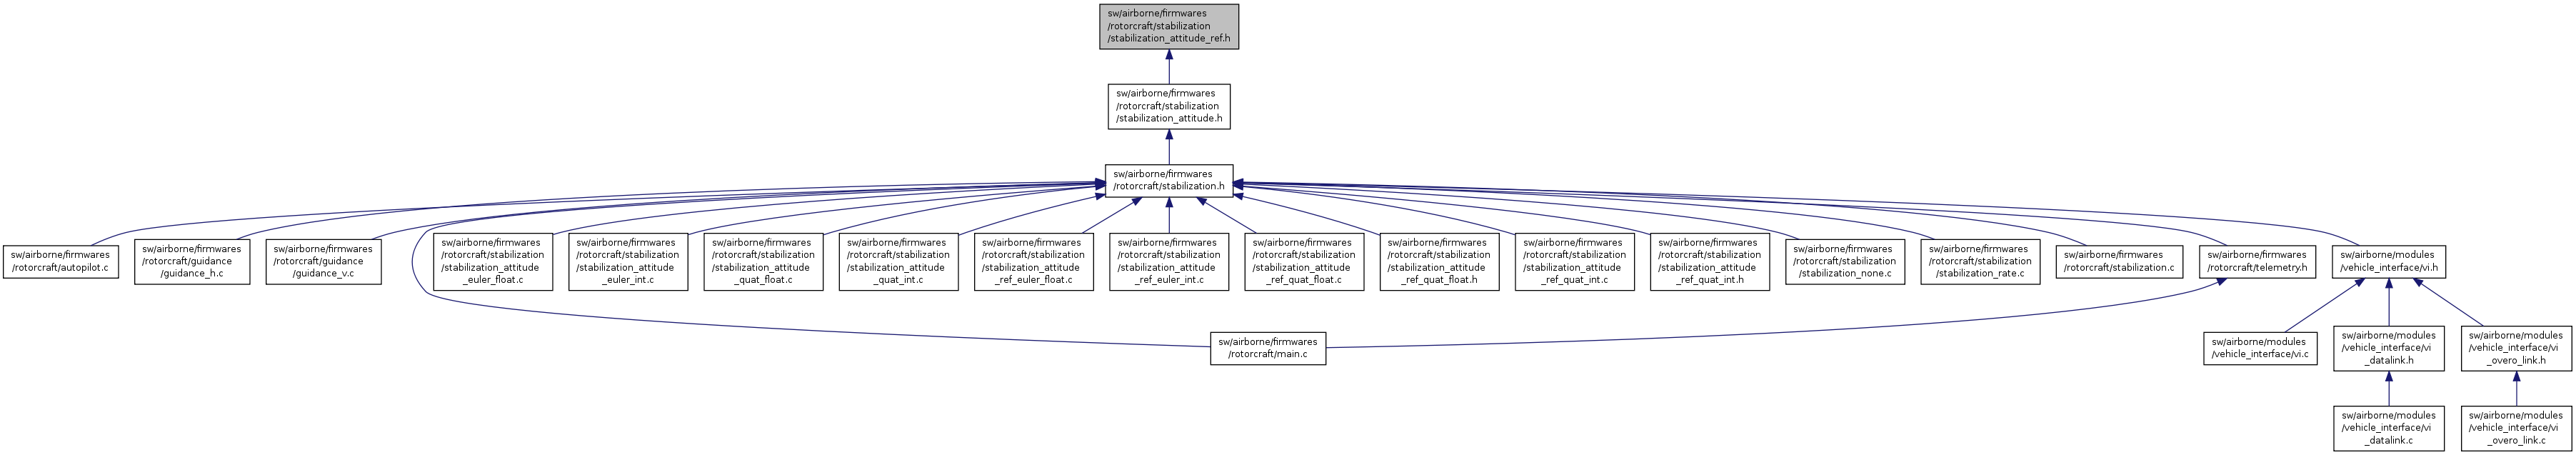 sw/airborne/firmwares
/rotorcraft/stabilization
/stabilization_attitude_ref.h
sw/airborne/firmwares
/rotorcraft/stabilization
/stabilization_attitude.h
sw/airborne/firmwares
/rotorcraft/stabilization.h
sw/airborne/firmwares
/rotorcraft/autopilot.c
sw/airborne/firmwares
/rotorcraft/guidance
/guidance_h.c
sw/airborne/firmwares
/rotorcraft/guidance
/guidance_v.c
sw/airborne/firmwares
/rotorcraft/stabilization
/stabilization_attitude
_euler_float.c
sw/airborne/firmwares
/rotorcraft/stabilization
/stabilization_attitude
_euler_int.c
sw/airborne/firmwares
/rotorcraft/stabilization
/stabilization_attitude
_quat_float.c
sw/airborne/firmwares
/rotorcraft/stabilization
/stabilization_attitude
_quat_int.c
sw/airborne/firmwares
/rotorcraft/stabilization
/stabilization_attitude
_ref_euler_float.c
sw/airborne/firmwares
/rotorcraft/stabilization
/stabilization_attitude
_ref_euler_int.c
sw/airborne/firmwares
/rotorcraft/stabilization
/stabilization_attitude
_ref_quat_float.c
sw/airborne/firmwares
/rotorcraft/stabilization
/stabilization_attitude
_ref_quat_float.h
sw/airborne/firmwares
/rotorcraft/stabilization
/stabilization_attitude
_ref_quat_int.c
sw/airborne/firmwares
/rotorcraft/stabilization
/stabilization_attitude
_ref_quat_int.h
sw/airborne/firmwares
/rotorcraft/stabilization
/stabilization_none.c
sw/airborne/firmwares
/rotorcraft/stabilization
/stabilization_rate.c
sw/airborne/firmwares
/rotorcraft/stabilization.c
sw/airborne/firmwares
/rotorcraft/telemetry.h
sw/airborne/modules
/vehicle_interface/vi.h
sw/airborne/firmwares
/rotorcraft/main.c
sw/airborne/modules
/vehicle_interface/vi.c
sw/airborne/modules
/vehicle_interface/vi
_datalink.h
sw/airborne/modules
/vehicle_interface/vi
_overo_link.h
sw/airborne/modules
/vehicle_interface/vi
_datalink.c
sw/airborne/modules
/vehicle_interface/vi
_overo_link.c